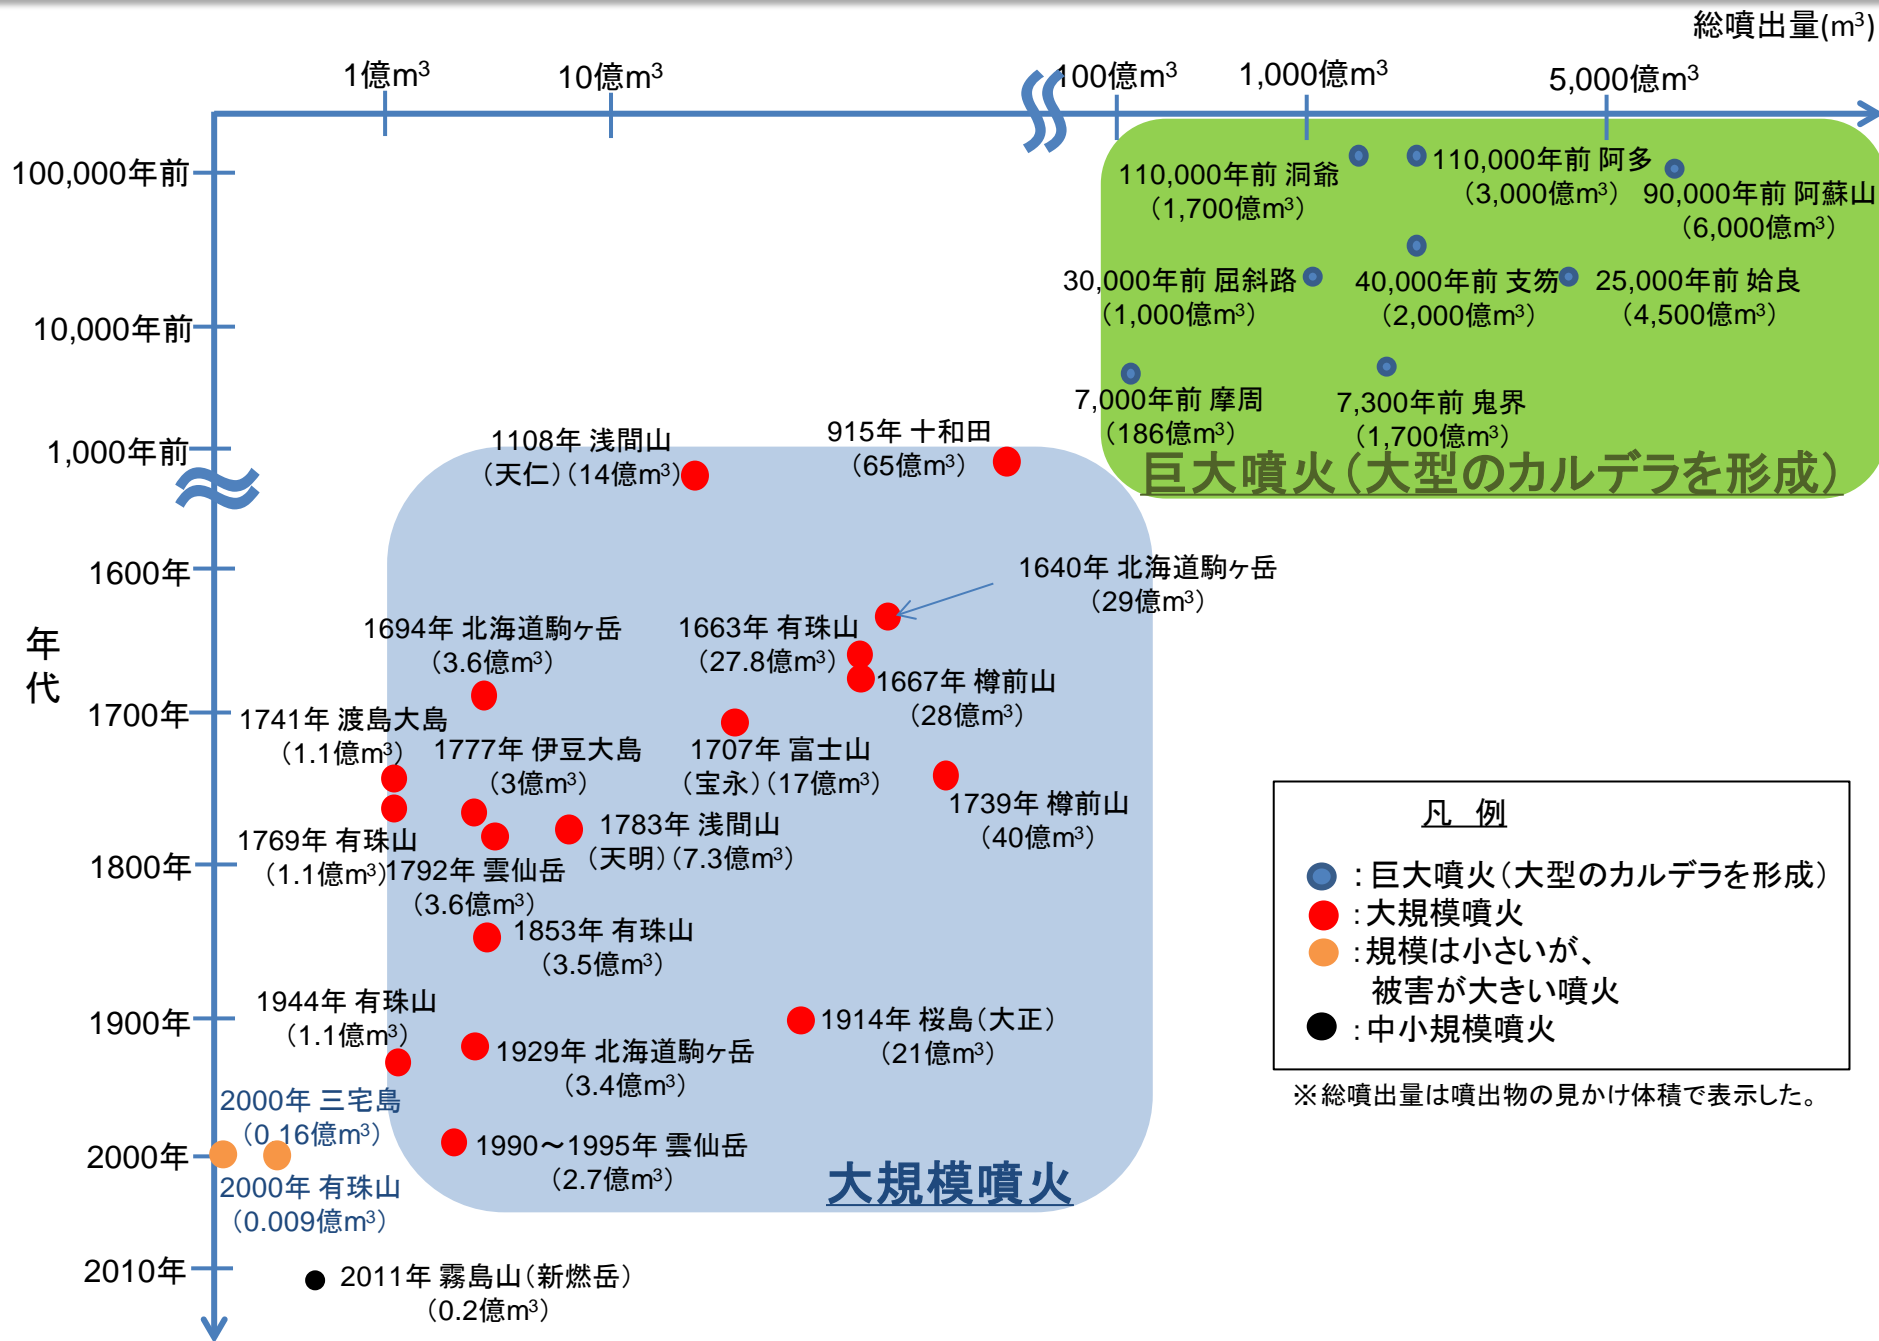 総噴出量(m³)
1億m³
10億m³
100億m³
1,000億m³
5,000億m³
100,000年前
10,000年前
1,000年前
1600年
1700年
1800年
1900年
2000年
2010年
年代
110,000年前 洞爺
（1,700億m³）
110,000年前 阿多
（3,000億m³）
90,000年前 阿蘇山
（6,000億m³）
30,000年前 屈斜路
（1,000億m³）
40,000年前 支笏
（2,000億m³）
25,000年前 姶良
（4,500億m³）
7,000年前 摩周
（186億m³）
7,300年前 鬼界
（1,700億m³）
巨大噴火（大型のカルデラを形成）
1108年 浅間山
（天仁）（14億m³）
915年 十和田
（65億m³）
1640年 北海道駒ヶ岳
（29億m³）
1694年 北海道駒ヶ岳
（3.6億m³）
1663年 有珠山
（27.8億m³）
1667年 樽前山
（28億m³）
1741年 渡島大島
（1.1億m³）
1777年 伊豆大島
（3億m³）
1707年 富士山
（宝永）（17億m³）
1739年 樽前山
（40億m³）
1769年 有珠山
（1.1億m³）
1783年 浅間山
（天明）（7.3億m³）
1792年 雲仙岳
（3.6億m³）
1853年 有珠山
（3.5億m³）
1944年 有珠山
（1.1億m³）
1914年 桜島（大正）
（21億m³）
1929年 北海道駒ヶ岳
（3.4億m³）
2000年 三宅島
（0.16億m³）
1990～1995年 雲仙岳
（2.7億m³）
2000年 有珠山
（0.009億m³）
大規模噴火
2011年 霧島山（新燃岳）
（0.2億m³）
凡 例
：巨大噴火（大型のカルデラを形成）
：大規模噴火
：規模は小さいが、
被害が大きい噴火
：中小規模噴火
※総噴出量は噴出物の見かけ体積で表示した。